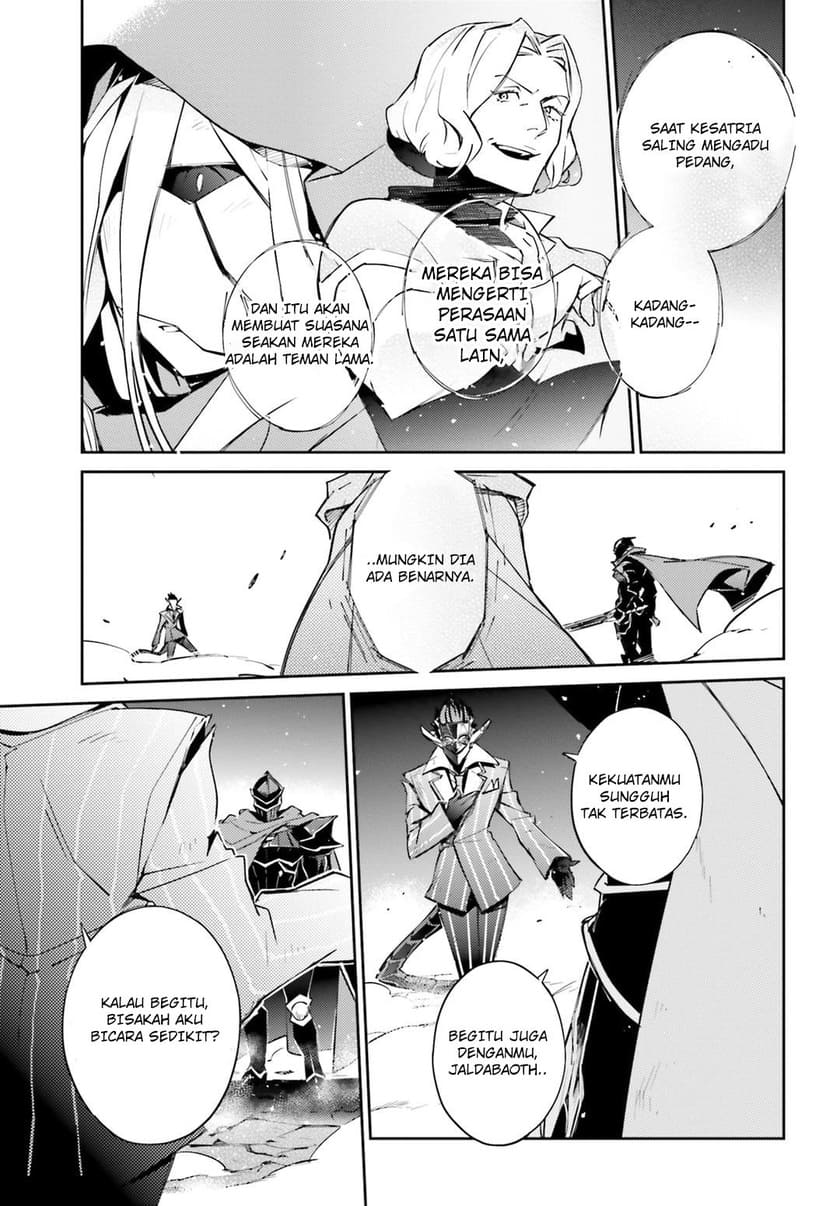 SAAT KESATRIA
SALING MENGADU
PEDANG,
KADANG-
KADANG--
MEREKA BISA
MENGERTI
PERASAAN
SATU SAMA
LAIN,
DAN ITU AKAN
MEMBUAT SUASANA
SEAKAN MEREKA
ADALAH TEMAN LAMA.
..MUNGKIN DIA
ADA BENARNYA.
KEKUATANMU
SUNGGUH
TAK TERBATAS.
BEGITU JUGA
DENGANMU,
JALDABAOTH..
KALAU BEGITU,
BISAKAH AKU
BICARA SEDIKIT?